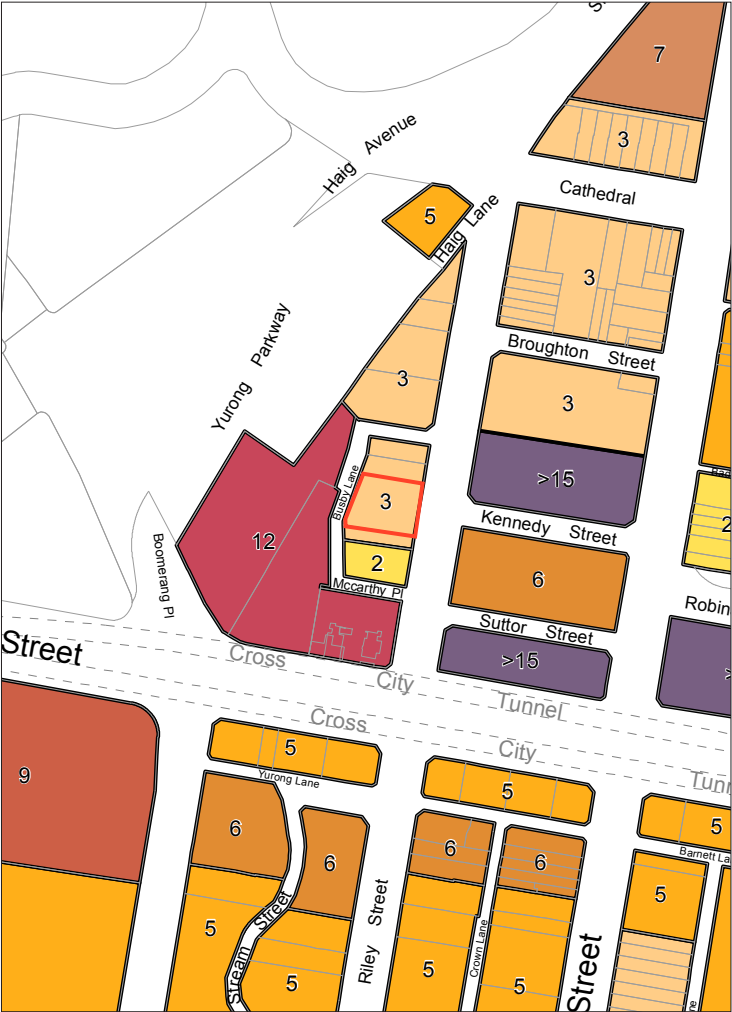 7
3
Haig Avenue
Cathedral
5
Haig Lane
3
Yurong Parkway
Broughton Street
3
3
>15
Busby Lane
3
Kennedy Street
12
2
6
Mccarthy Pl
Boomerang Pl
2
Robin
Suttor Street
Street
Cross
>15
City
Tunnel
Cross
City
5
9
Yurong Lane
5
Tunn
6
6
6
6
5
Barnett La
5
5
Stream Street
Riley Street
5
Crown Lane
5
5
Street